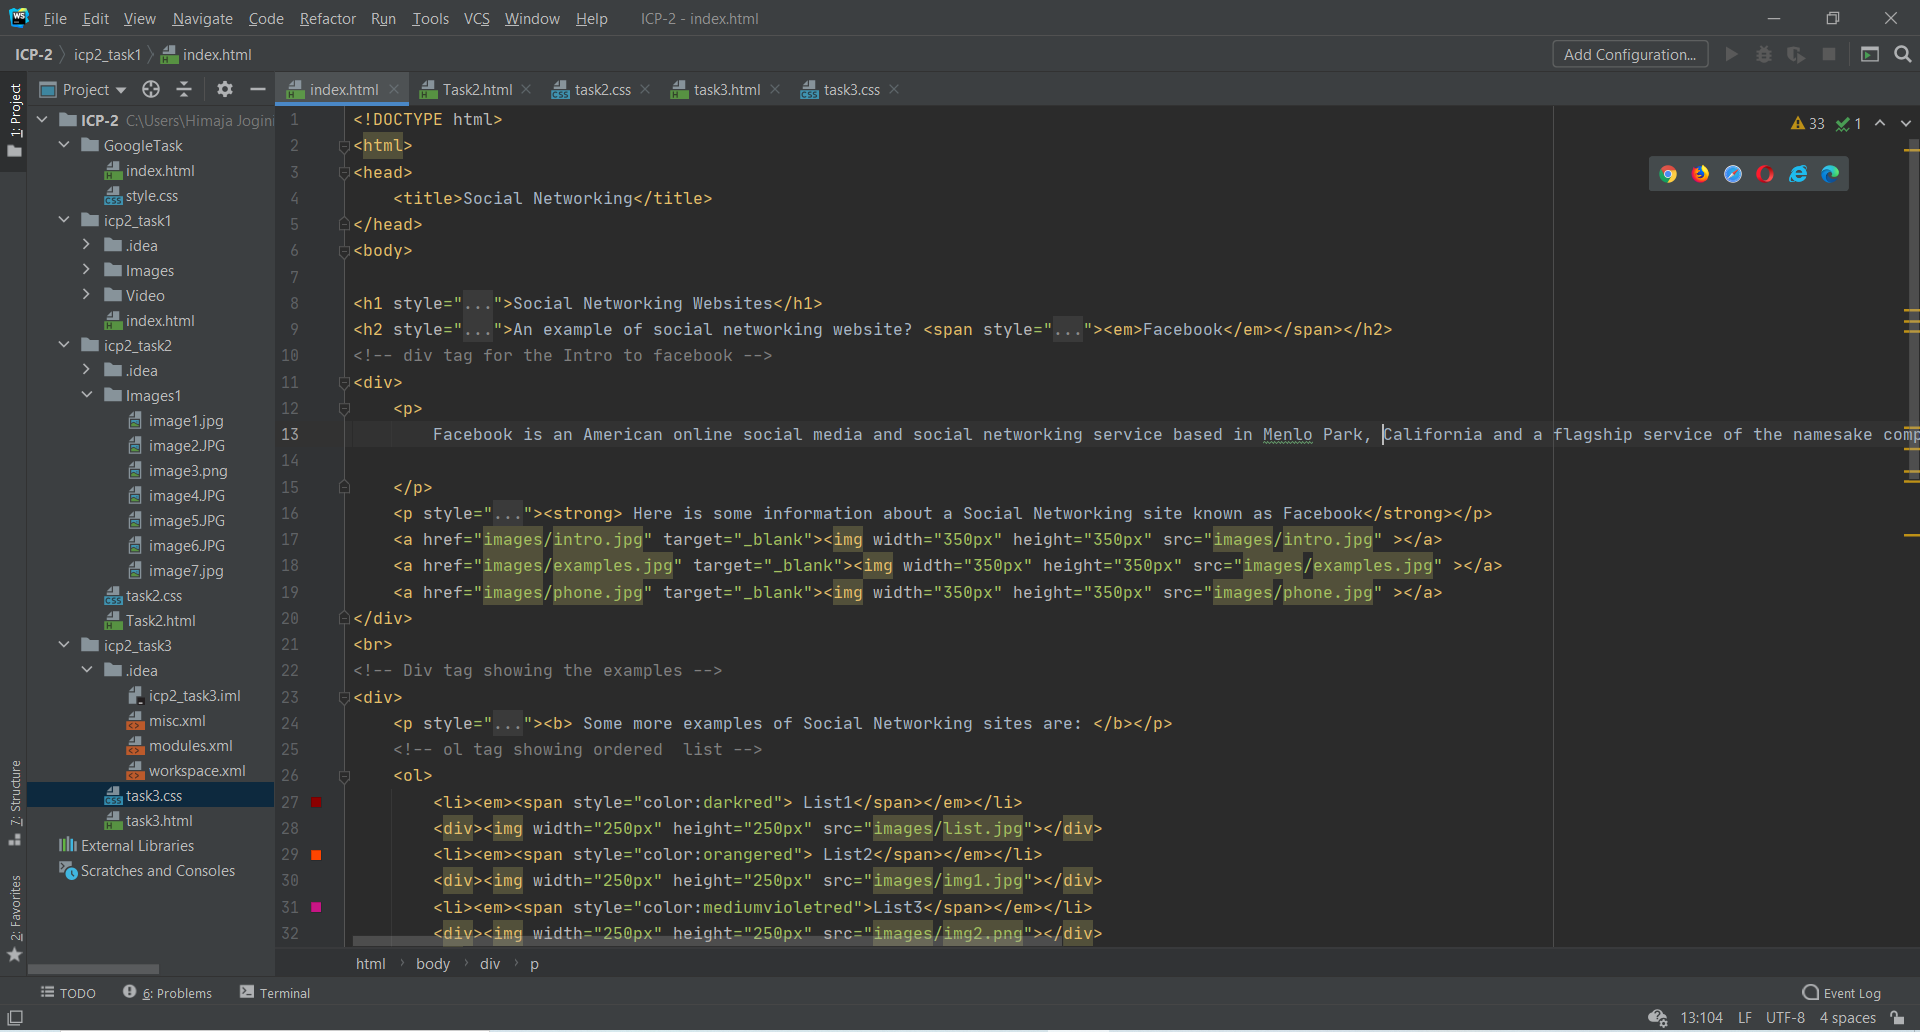 WS File Edit View Navigate Code Refactor Run Tools VCS Window Help ICP-2 - index.html
ICP-2 icp2_task1 index.html Add Configuration...
1: Project
Project
index.html Task2.html task2.css task3.html task3.css
ICP-2 C:\Users\Himaja Jogini
GoogleTask
index.html
style.css
icp2_task1
.idea
Images
Video
index.html
icp2_task2
.idea
Images1
image1.jpg
image2.JPG
image3.png
image4.JPG
image5.JPG
image6.JPG
image7.jpg
task2.css
Task2.html
icp2_task3
.idea
icp2_task3.iml
misc.xml
modules.xml
workspace.xml
task3.css
task3.html
External Libraries
Scratches and Consoles
7: Structure
2: Favorites
33 1
1 <!DOCTYPE html>
2 <html>
3 <head>
4 <title>Social Networking</title>
5 </head>
6 <body>
7
8 <h1 style="...">Social Networking Websites</h1>
9 <h2 style="...">An example of social networking website? <span style="..."><em>Facebook</em></span></h2>
10 <!-- div tag for the Intro to facebook -->
11 <div>
12 <p>
13 Facebook is an American online social media and social networking service based in Menlo Park, California and a flagship service of the namesake comp
14
15 </p>
16 <p style="..."><strong> Here is some information about a Social Networking site known as Facebook</strong></p>
17 <a href="images/intro.jpg" target="_blank"><img width="350px" height="350px" src="images/intro.jpg" ></a>
18 <a href="images/examples.jpg" target="_blank"><img width="350px" height="350px" src="images/examples.jpg" ></a>
19 <a href="images/phone.jpg" target="_blank"><img width="350px" height="350px" src="images/phone.jpg" ></a>
20 </div>
21 <br>
22 <!-- Div tag showing the examples -->
23 <div>
24 <p style="..."><b> Some more examples of Social Networking sites are: </b></p>
25 <!-- ol tag showing ordered  list -->
26 <ol>
27 <li><em><span style="color:darkred"> List1</span></em></li>
28 <div><img width="250px" height="250px" src="images/list.jpg"></div>
29 <li><em><span style="color:orangered"> List2</span></em></li>
30 <div><img width="250px" height="250px" src="images/img1.jpg"></div>
31 <li><em><span style="color:mediumvioletred">List3</span></em></li>
32 <div><img width="250px" height="250px" src="images/img2.png"></div>
html body div p
TODO 6: Problems Terminal Event Log
13:104 LF UTF-8 4 spaces